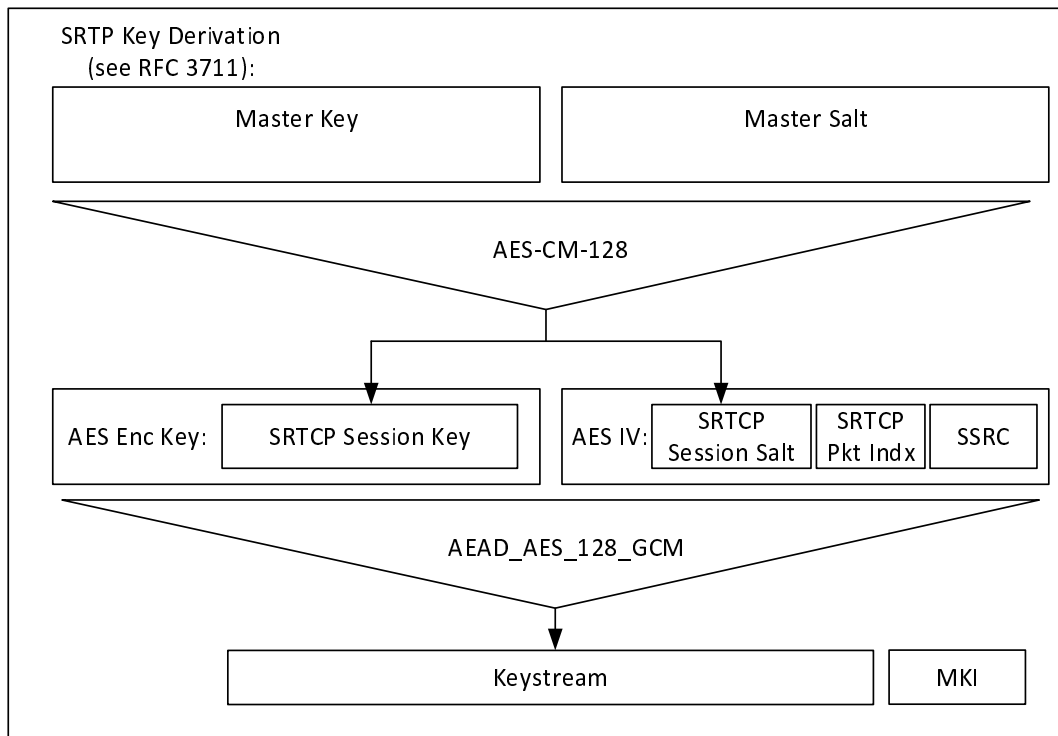 SRTP Key Derivation
(see RFC 3711):
Master Key
Master Salt
AES-CM-128
AES Enc Key:
SRTCP Session Key
AES IV:
SRTCP
Session Salt
SRTCP
Pkt Indx
SSRC
AEAD_AES_128_GCM
Keystream
MKI